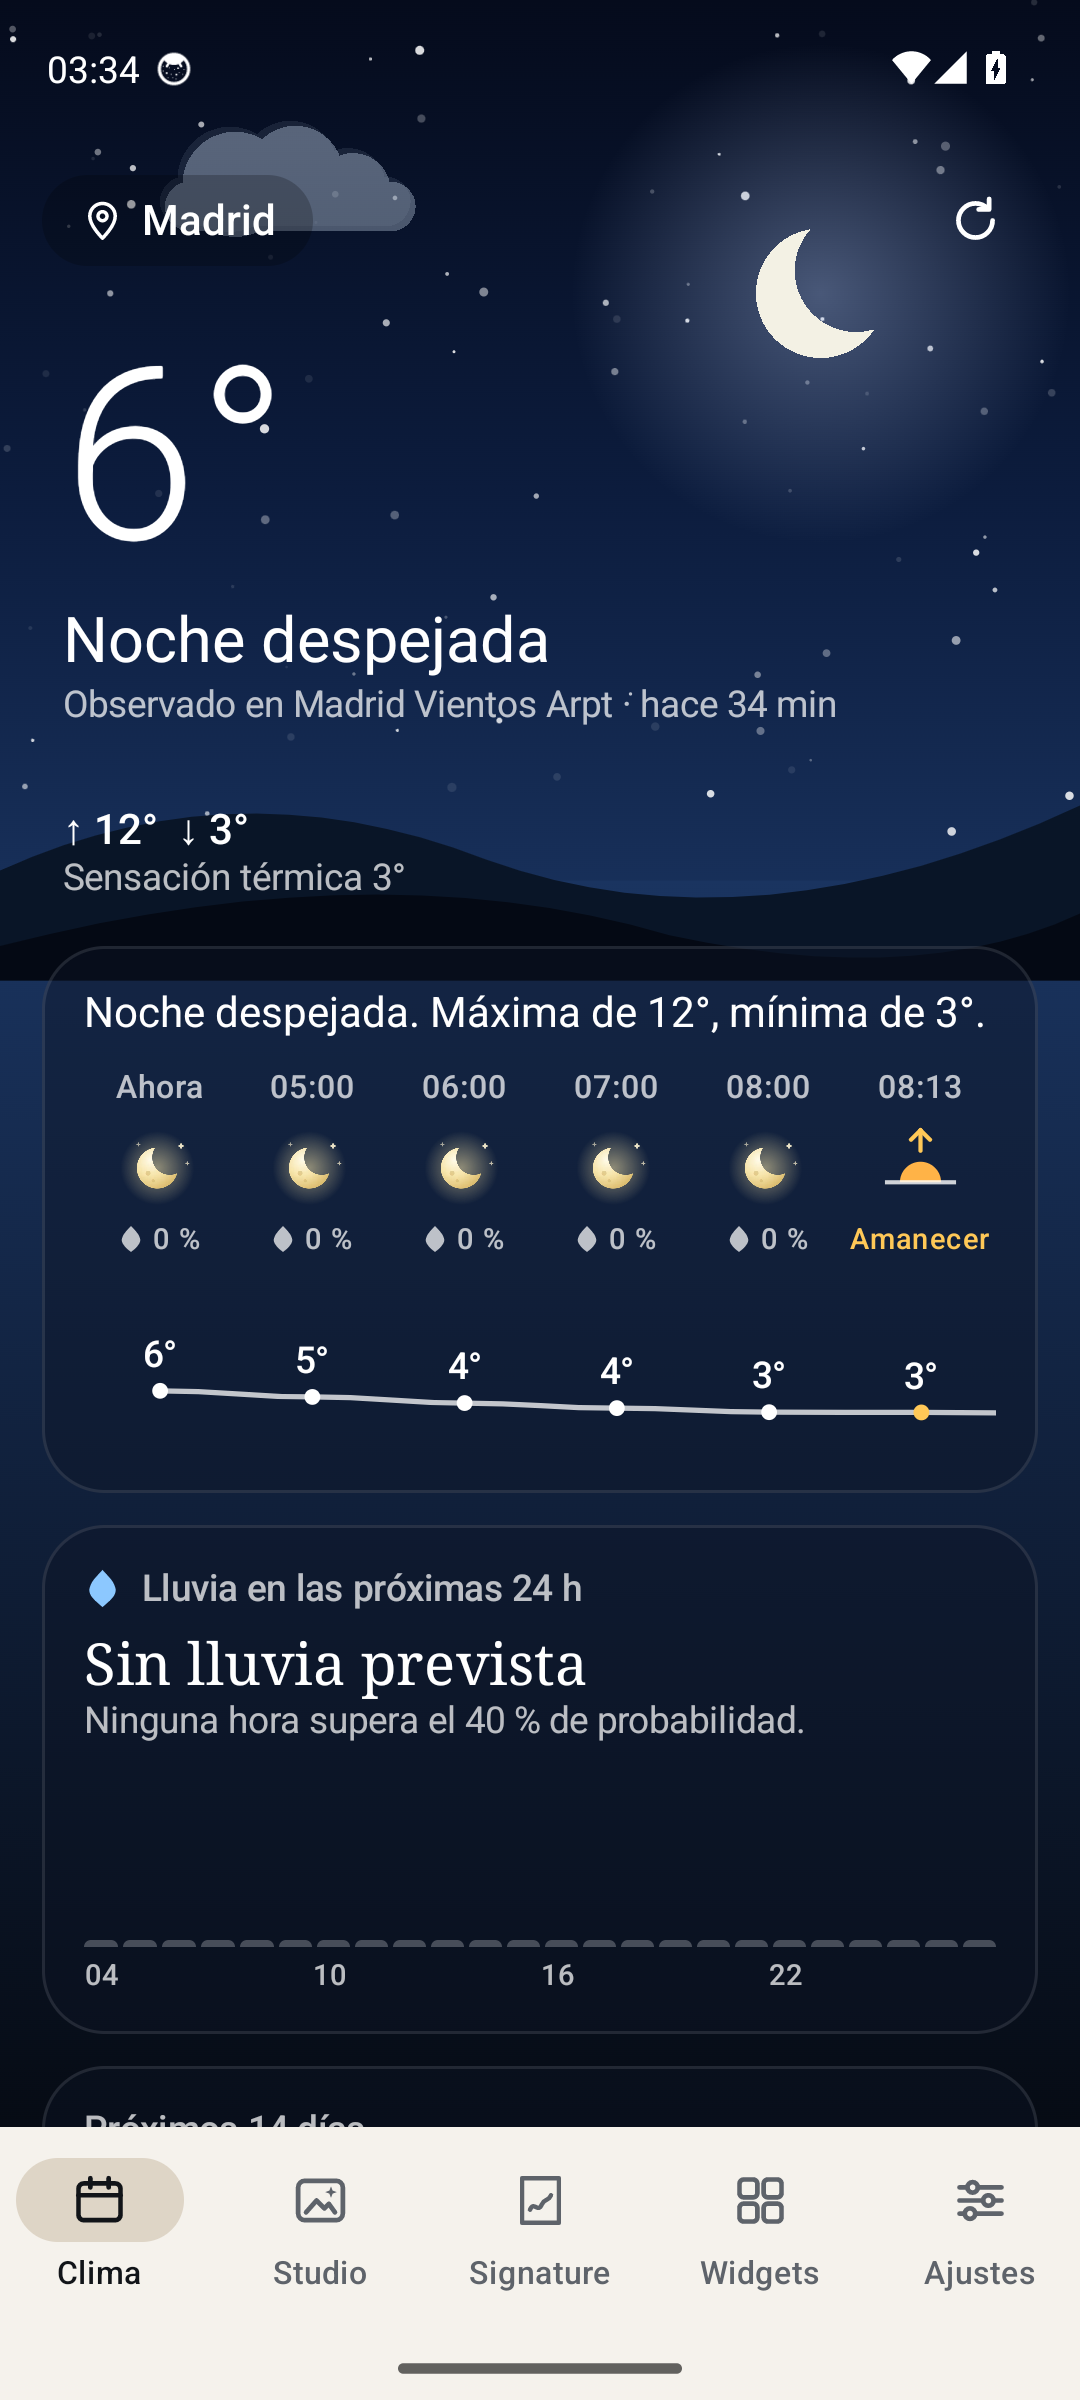 03:34
Madrid
6°
Noche despejada
Observado en Madrid Vientos Arpt · hace 34 min
↑ 12° ↓ 3°
Sensación térmica 3°
Noche despejada. Máxima de 12°, mínima de 3°.
Ahora 05:00 06:00 07:00 08:00 08:13
0 % 0 % 0 % 0 % 0 % Amanecer
6° 5° 4° 4° 3° 3°
Lluvia en las próximas 24 h
Sin lluvia prevista
Ninguna hora supera el 40 % de probabilidad.
04 10 16 22
Próximos 14 días
Clima Studio Signature Widgets Ajustes